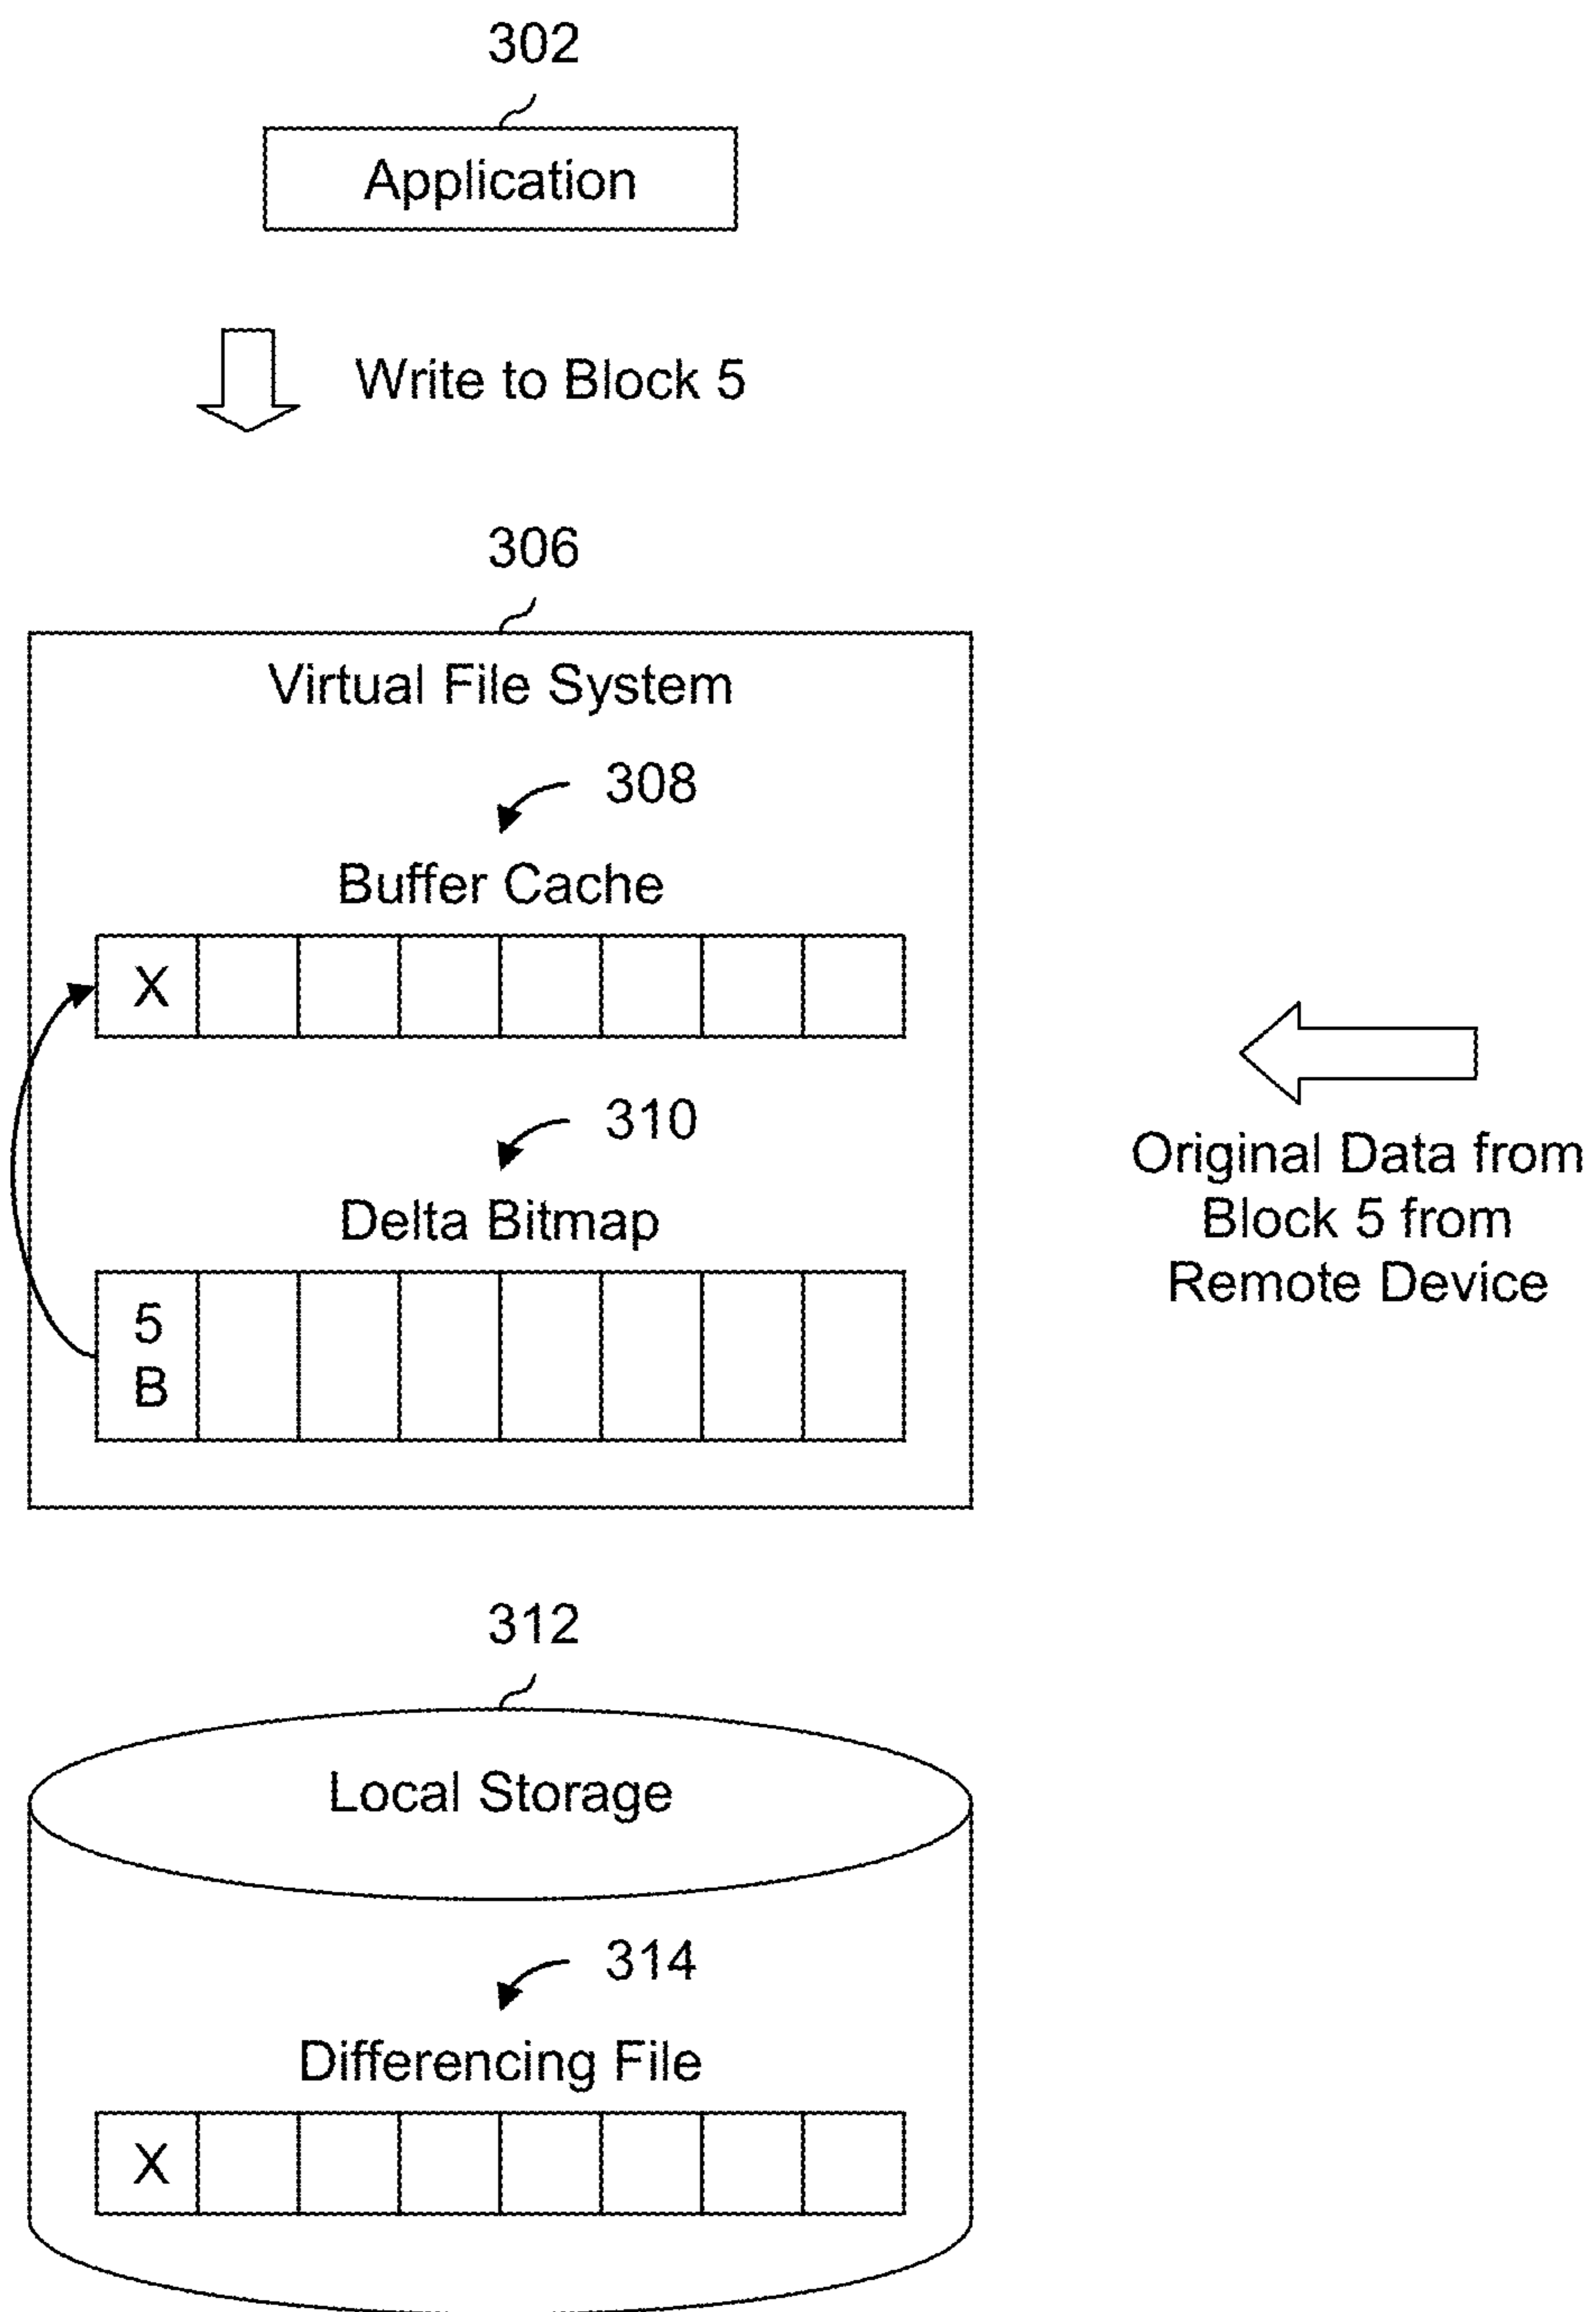 302
Application
Write to Block 5
306
Virtual File System
308
Buffer Cache
X
310
Delta Bitmap
5
B
Original Data from
Block 5 from
Remote Device
312
Local Storage
314
Differencing File
X